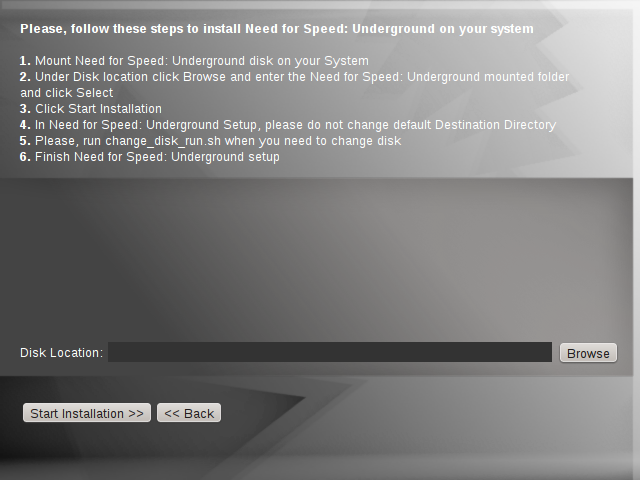 Please, follow these steps to install Need for Speed: Underground on your system
1. Mount Need for Speed: Underground disk on your System
2. Under Disk location click Browse and enter the Need for Speed: Underground mounted folder
and click Select
3. Click Start Installation
4. In Need for Speed: Underground Setup, please do not change default Destination Directory
5. Please, run change_disk_run.sh when you need to change disk
6. Finish Need for Speed: Underground setup
Disk Location: Browse
Start Installation >> << Back